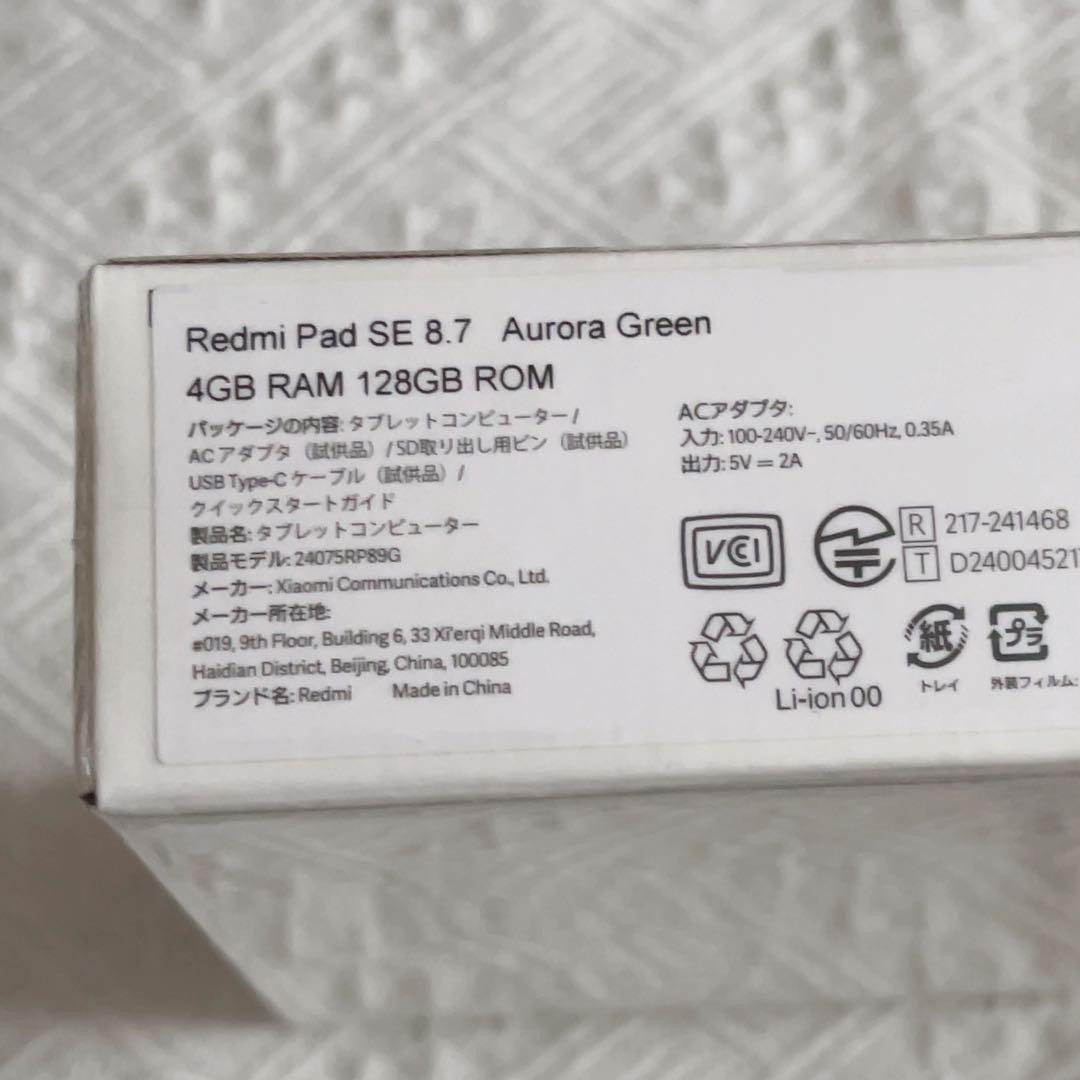 Redmi Pad SE 8.7 Aurora Green
4GB RAM 128GB ROM
パッケージの内容: タブレットコンピューター /
ACアダプタ（試供品）/ SD取り出し用ピン（試供品）
USB Type-C ケーブル（試供品）/
クイックスタートガイド
製品名: タブレットコンピューター
製品モデル: 24075RP89G
メーカー: Xiaomi Communications Co., Ltd.
メーカー所在地:
#019, 9th Floor, Building 6, 33 Xi'erqi Middle Road,
Haidian District, Beijing, China, 100085
ブランド名: Redmi Made in China
ACアダプタ:
入力: 100-240V~, 50/60Hz, 0.35A
出力: 5V ⎓ 2A
VCCI
R 217-241468
T D24004521
紙
プラ
Li-ion 00
トレイ
外装フィルム: